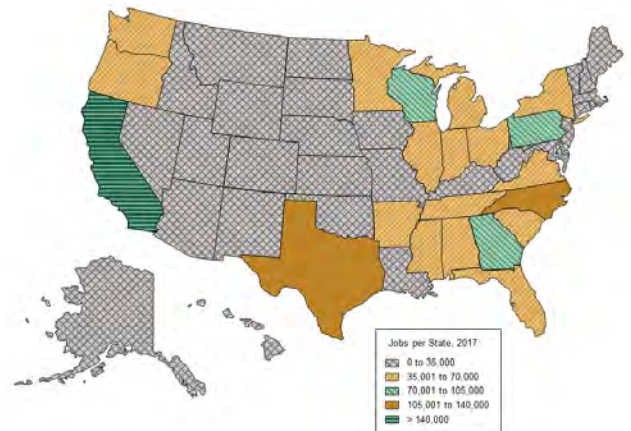 Jobs per State, 2017
0 to 35,000
35,001 to 70,000
70,001 to 105,000
105,001 to 140,000
> 140,000